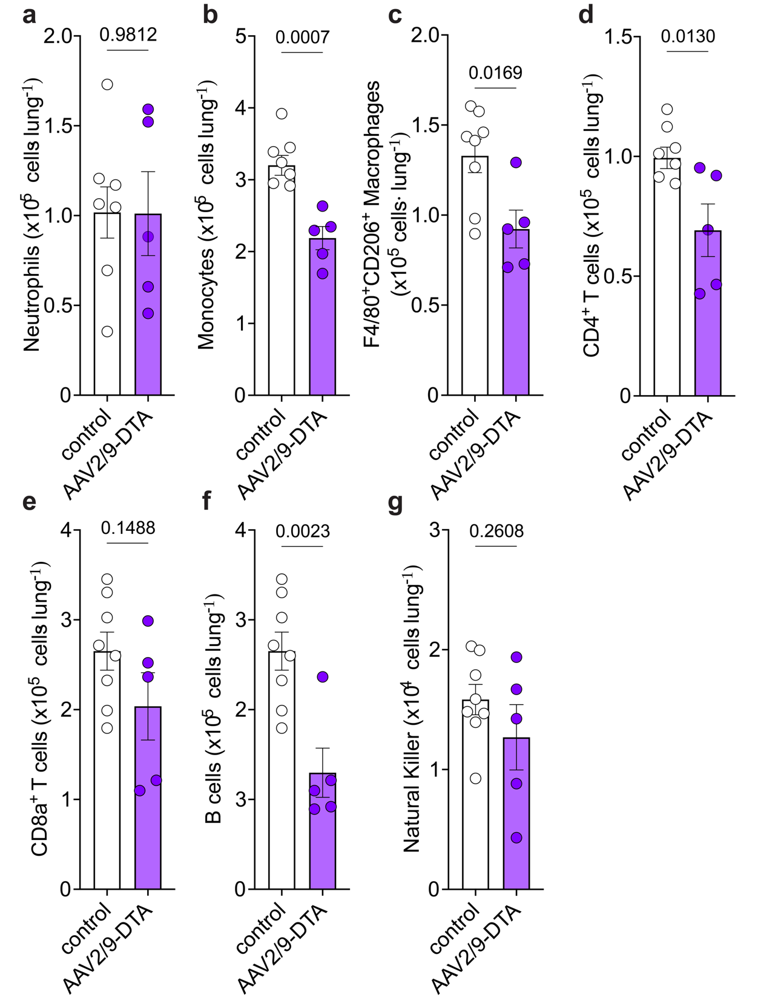 a
0.9812
2.0
1.5
1.0
0.5
0
Neutrophils (x10⁵ cells lung⁻¹)
control
AAV2/9-DTA
b
0.0007
5
4
3
2
1
0
Monocytes (x10⁵ cells lung⁻¹)
control
AAV2/9-DTA
c
0.0169
2.0
1.5
1.0
0.5
0
F4/80⁺CD206⁺ Macrophages
(x10⁵ cells· lung⁻¹)
control
AAV2/9-DTA
d
0.0130
1.5
1.0
0.5
0
CD4⁺ T cells (x10⁵ cells lung⁻¹)
control
AAV2/9-DTA
e
0.1488
4
3
2
1
0
CD8a⁺ T cells (x10⁵ cells lung⁻¹)
control
AAV2/9-DTA
f
0.0023
4
3
2
3
0
B cells (x10⁵ cells lung⁻¹)
control
AAV2/9-DTA
g
0.2608
3
2
1
0
Natural Killer (x10⁴ cells lung⁻¹)
control
AAV2/9-DTA